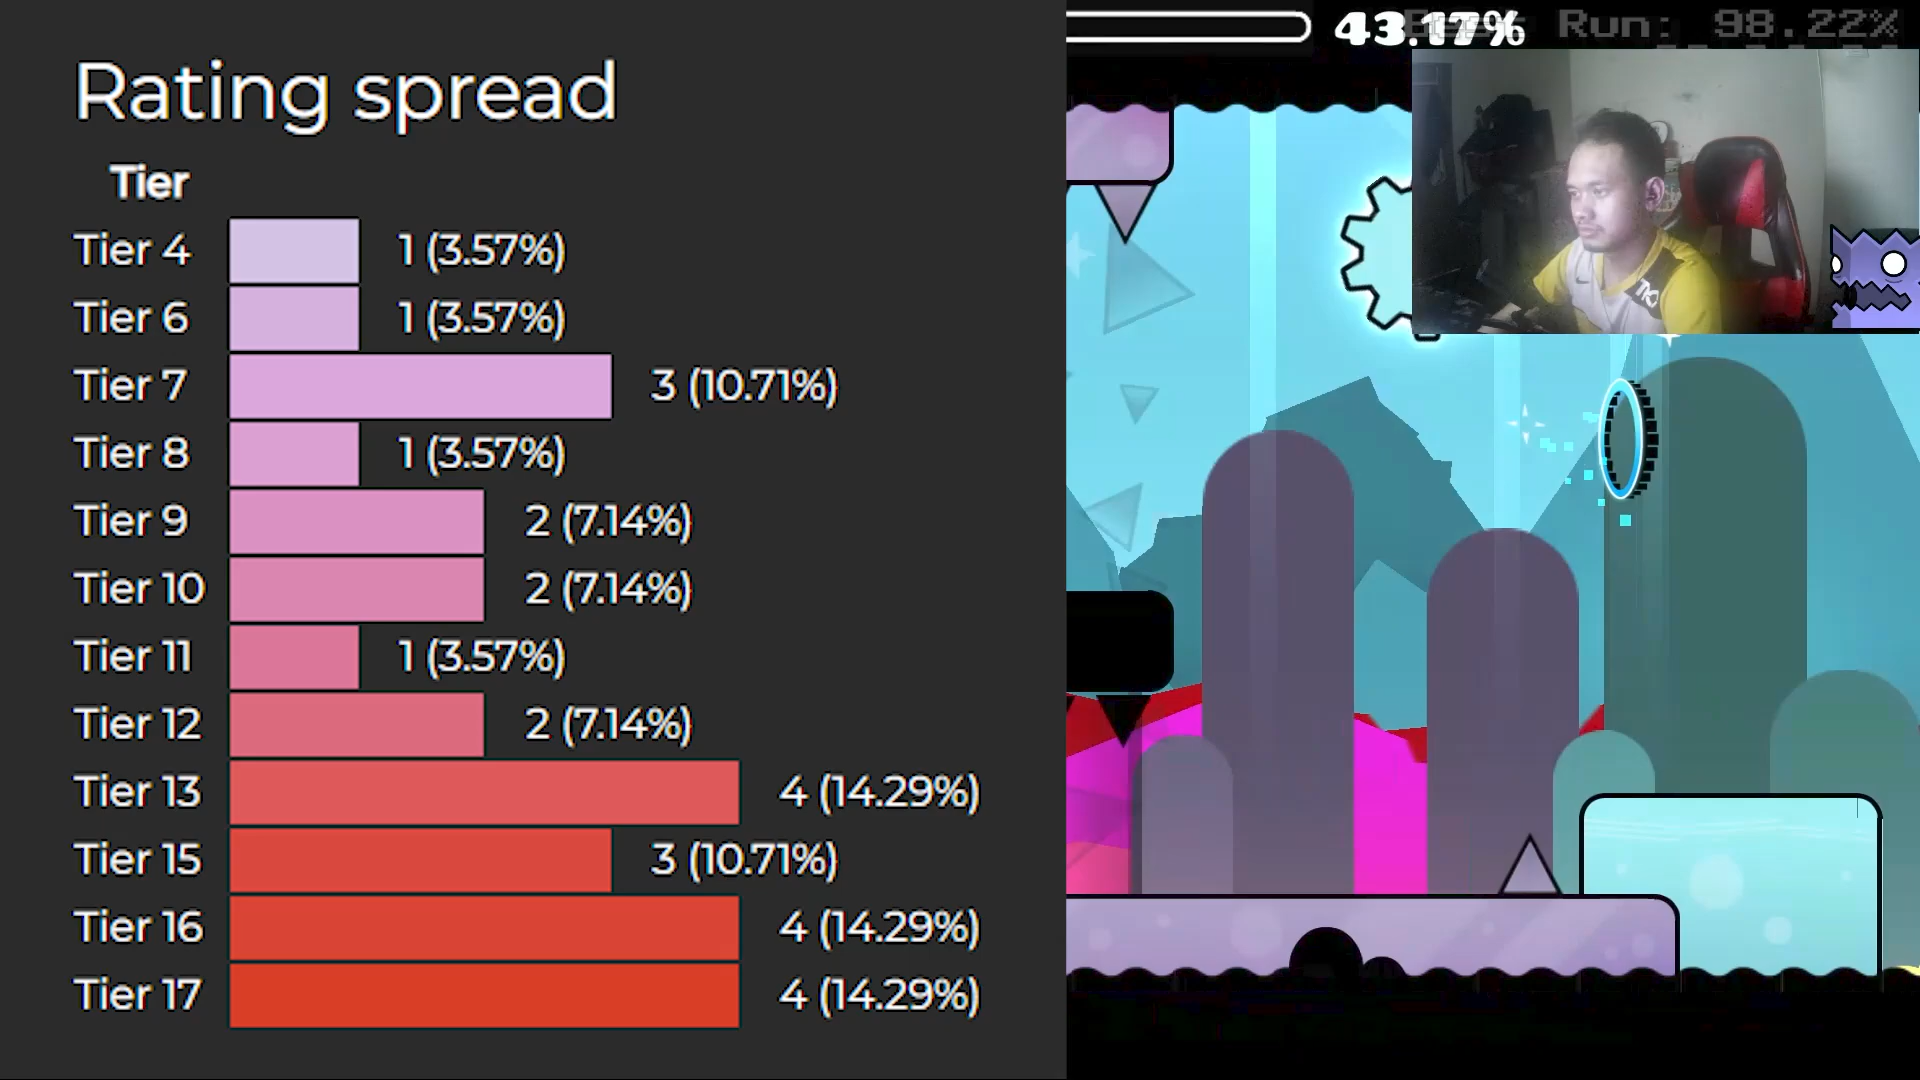 Rating spread
Tier
Tier 4 1 (3.57%)
Tier 6 1 (3.57%)
Tier 7 3 (10.71%)
Tier 8 1 (3.57%)
Tier 9 2 (7.14%)
Tier 10 2 (7.14%)
Tier 11 1 (3.57%)
Tier 12 2 (7.14%)
Tier 13 4 (14.29%)
Tier 15 3 (10.71%)
Tier 16 4 (14.29%)
Tier 17 4 (14.29%)
43.17%
Run: 98.22%